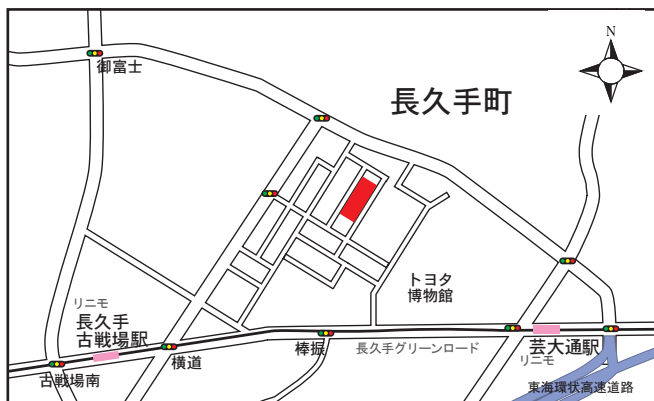 N
御富士
長久手町
トヨタ
博物館
リニモ
長久手
古戦場駅
横道
棒振
長久手グリーンロード
芸大通駅
リニモ
古戦場南
東海環状高速道路